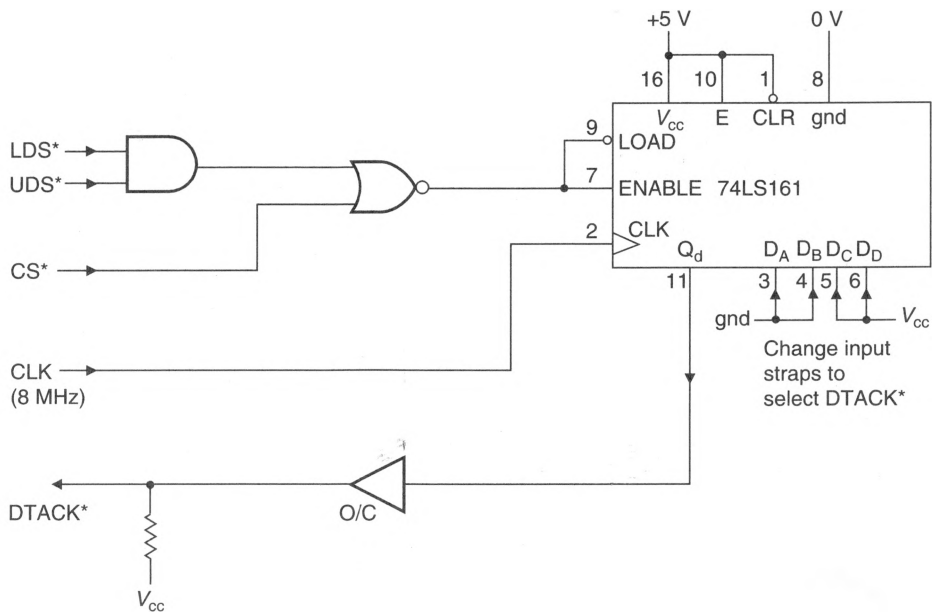 +5 V
0 V
16
10
1
8
Vcc
E
CLR
gnd
LDS*
UDS*
9
LOAD
7
ENABLE 74LS161
2
CLK
CS*
Qd
DA
DB
DC
DD
11
3
4
5
6
gnd
Vcc
CLK
(8 MHz)
Change input
straps to
select DTACK*
DTACK*
O/C
Vcc